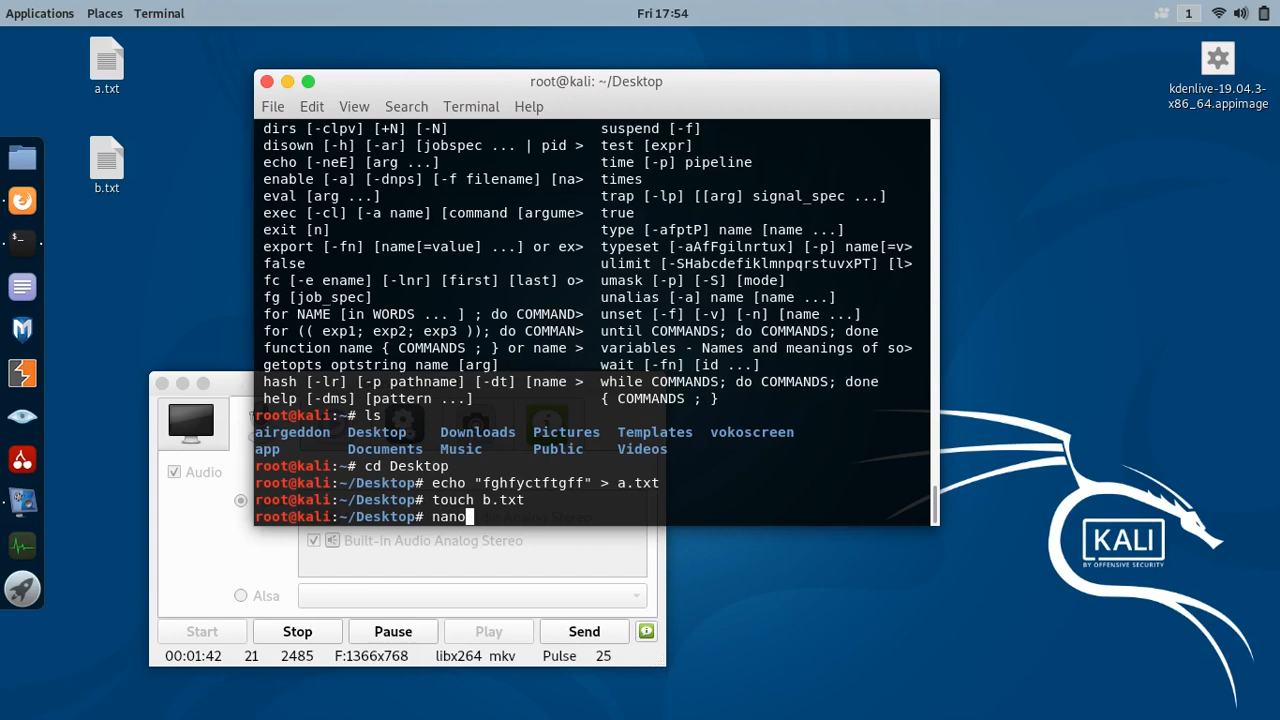 Applications Places Terminal
Fri 17:54
1
a.txt
b.txt
kdenlive-19.04.3-
x86_64.appimage
root@kali: ~/Desktop
File Edit View Search Terminal Help
dirs [-clpv] [+N] [-N] suspend [-f]
disown [-h] [-ar] [jobspec ... | pid > test [expr]
echo [-neE] [arg ...] time [-p] pipeline
enable [-a] [-dnps] [-f filename] [na> times
eval [arg ...] trap [-lp] [[arg] signal_spec ...]
exec [-cl] [-a name] [command [argume> true
exit [n] type [-afptP] name [name ...]
export [-fn] [name[=value] ...] or ex> typeset [-aAfFgilnrtux] [-p] name[=v>
false ulimit [-SHabcdefiklmnpqrstuvxPT] [l>
fc [-e ename] [-lnr] [first] [last] o> umask [-p] [-S] [mode]
fg [job_spec] unalias [-a] name [name ...]
for NAME [in WORDS ... ] ; do COMMAND> unset [-f] [-v] [-n] [name ...]
for (( exp1; exp2; exp3 )); do COMMAN> until COMMANDS; do COMMANDS; done
function name { COMMANDS ; } or name > variables - Names and meanings of so>
getopts optstring name [arg] wait [-fn] [id ...]
hash [-lr] [-p pathname] [-dt] [name > while COMMANDS; do COMMANDS; done
help [-dms] [pattern ...] { COMMANDS ; }
root@kali:~# ls
airgeddon Desktop Downloads Pictures Templates vokoscreen
app Documents Music Public Videos
root@kali:~# cd Desktop
root@kali:~/Desktop# echo "fghfyctftgff" > a.txt
root@kali:~/Desktop# touch b.txt
root@kali:~/Desktop# nano
Audio
Analog Stereo
Built-in Audio Analog Stereo
Alsa
Start Stop Pause Play Send
00:01:42 21 2485 F:1366x768 libx264 mkv Pulse 25
KALI
BY OFFENSIVE SECURITY